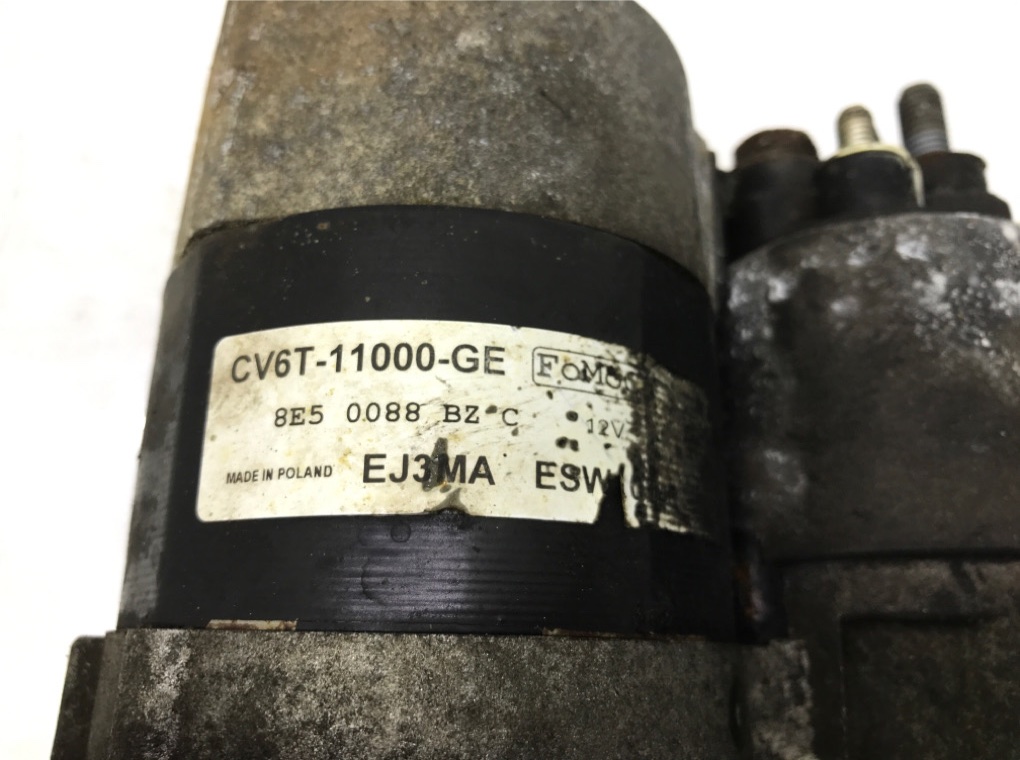 CV6T-11000-GE
8E5 0088 BZ C 12V
MADE IN POLAND EJ3MA